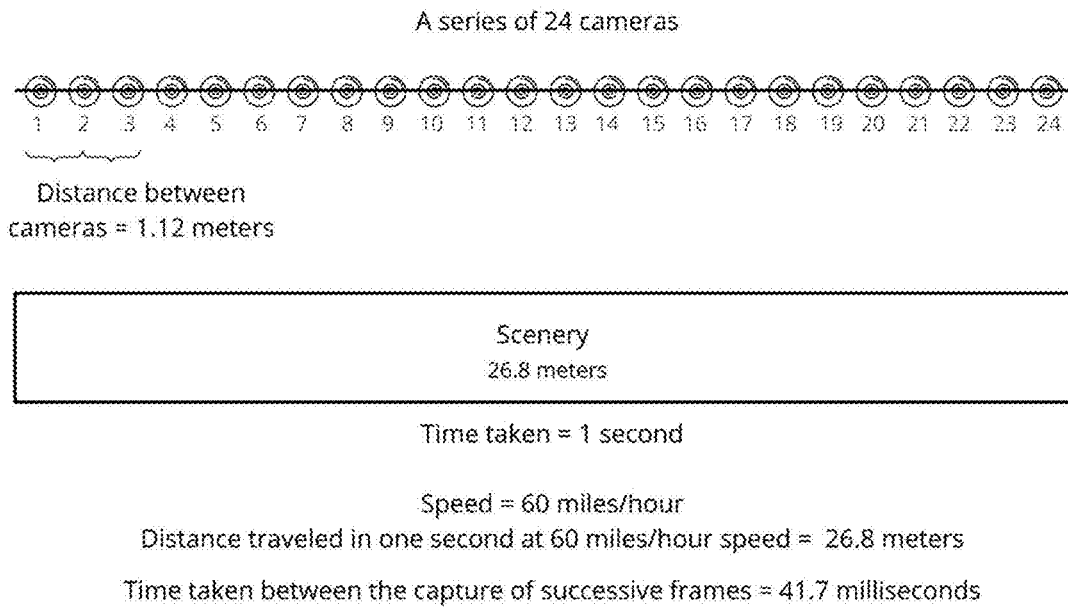 A series of 24 cameras
1 2 3 4 5 6 7 8 9 10 11 12 13 14 15 16 17 18 19 20 21 22 23 24
Distance between
cameras = 1.12 meters
Scenery
26.8 meters
Time taken = 1 second
Speed = 60 miles/hour
Distance traveled in one second at 60 miles/hour speed = 26.8 meters
Time taken between the capture of successive frames = 41.7 milliseconds